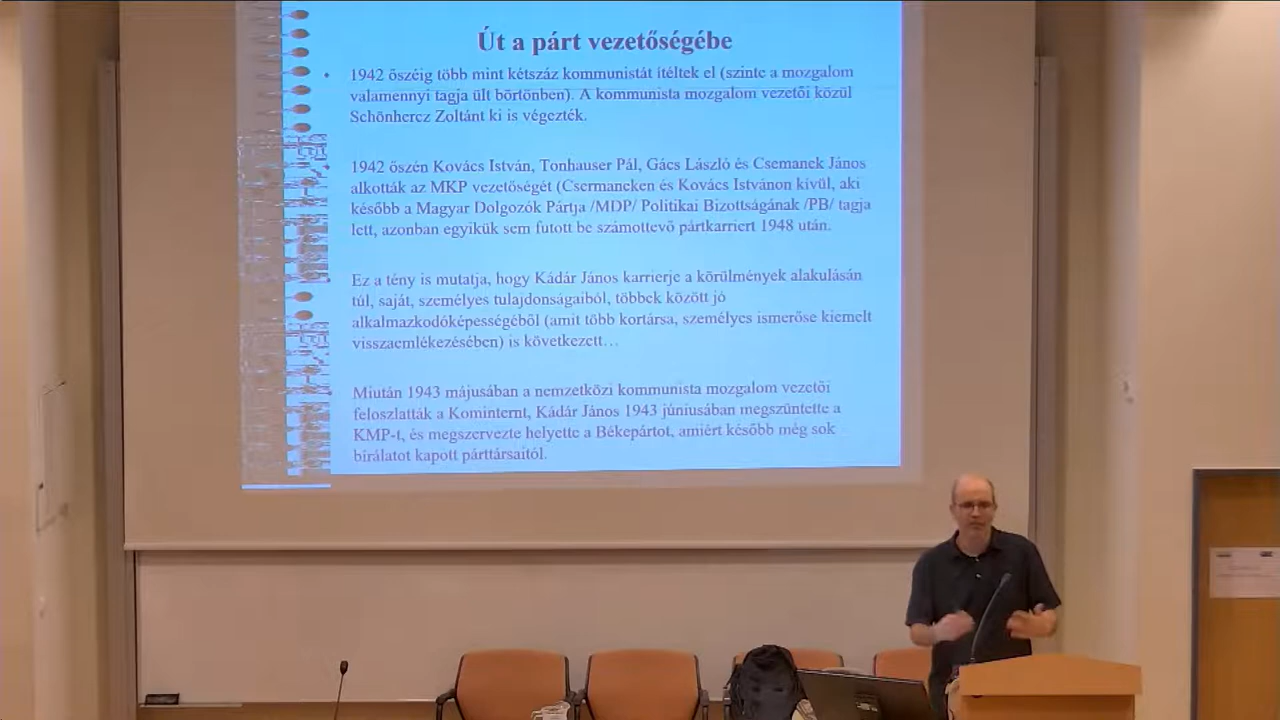 Út a párt vezetőségébe
• 1942 őszéig több mint kétszáz kommunistát ítéltek el (szinte a mozgalom
valamennyi tagja ült börtönben). A kommunista mozgalom vezetői közül
Schönhercz Zoltánt ki is végezték.
1942 őszén Kovács István, Tonhauser Pál, Gács László és Csermanek János
alkották az MKP vezetőségét (Csermaneken és Kovács Istvánon kívül, aki
később a Magyar Dolgozók Pártja /MDP/ Politikai Bizottságának /PB/ tagja
lett, azonban egyikük sem futott be számottevő pártkarriert 1948 után.
Ez a tény is mutatja, hogy Kádár János karrierje a körülmények alakulásán
túl, saját, személyes tulajdonságaiból, többek között jó
alkalmazkodóképességéből (amit több kortársa, személyes ismerőse kiemelt
visszaemlékezésében) is következett…
Miután 1943 májusában a nemzetközi kommunista mozgalom vezetői
feloszlatták a Kominternt, Kádár János 1943 júniusában megszüntette a
KMP-t, és megszervezte helyette a Békepártot, amiért később még sok
bírálatot kapott párttársaitól.